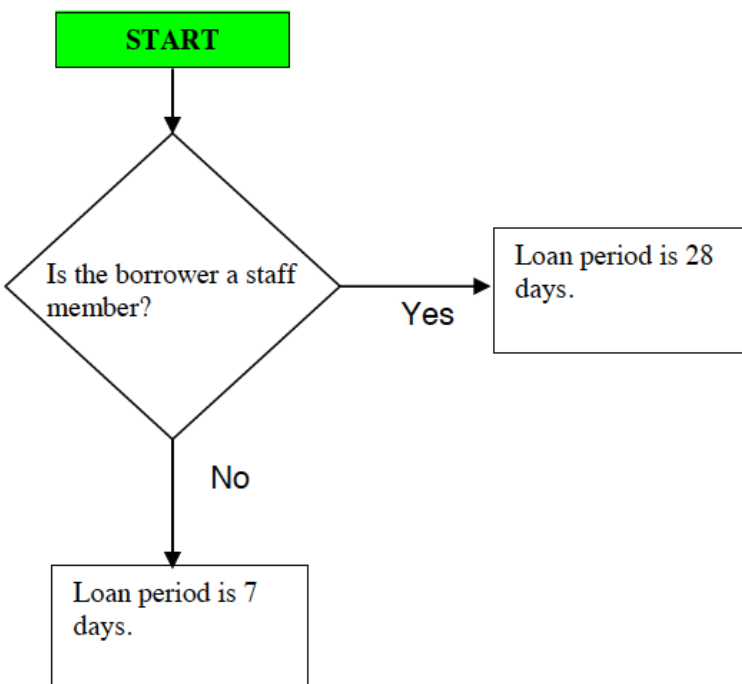 START
Is the borrower a staff
member?
Yes
Loan period is 28
days.
No
Loan period is 7
days.